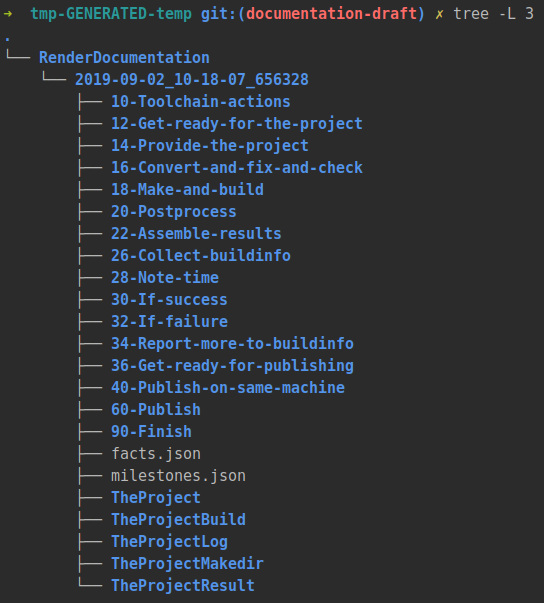 → tmp-GENERATED-temp git:(documentation-draft) ✗ tree -L 3
.
└── RenderDocumentation
    └── 2019-09-02_10-18-07_656328
        ├── 10-Toolchain-actions
        ├── 12-Get-ready-for-the-project
        ├── 14-Provide-the-project
        ├── 16-Convert-and-fix-and-check
        ├── 18-Make-and-build
        ├── 20-Postprocess
        ├── 22-Assemble-results
        ├── 26-Collect-buildinfo
        ├── 28-Note-time
        ├── 30-If-success
        ├── 32-If-failure
        ├── 34-Report-more-to-buildinfo
        ├── 36-Get-ready-for-publishing
        ├── 40-Publish-on-same-machine
        ├── 60-Publish
        ├── 90-Finish
        ├── facts.json
        ├── milestones.json
        ├── TheProject
        ├── TheProjectBuild
        ├── TheProjectLog
        ├── TheProjectMakedir
        └── TheProjectResult